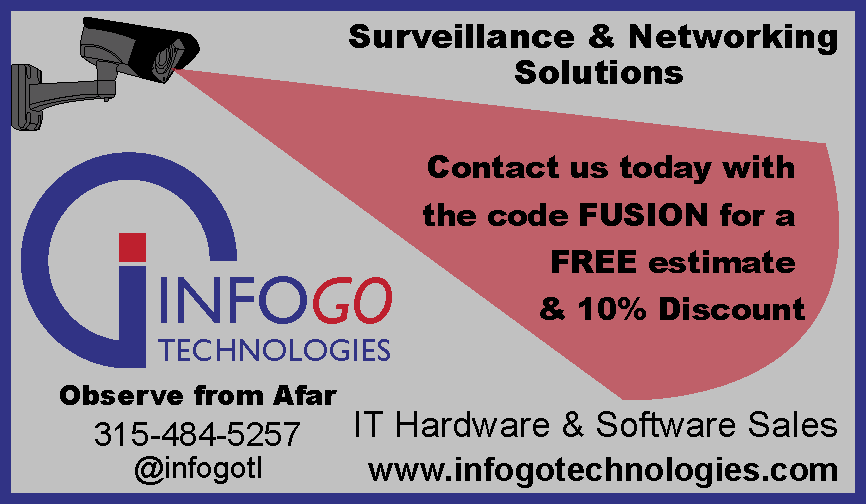 Surveillance & Networking
Solutions
Contact us today with
the code FUSION for a
FREE estimate
& 10% Discount
INFOGO
TECHNOLOGIES
Observe from Afar
315-484-5257
@infogotl
IT Hardware & Software Sales
www.infogotechnologies.com